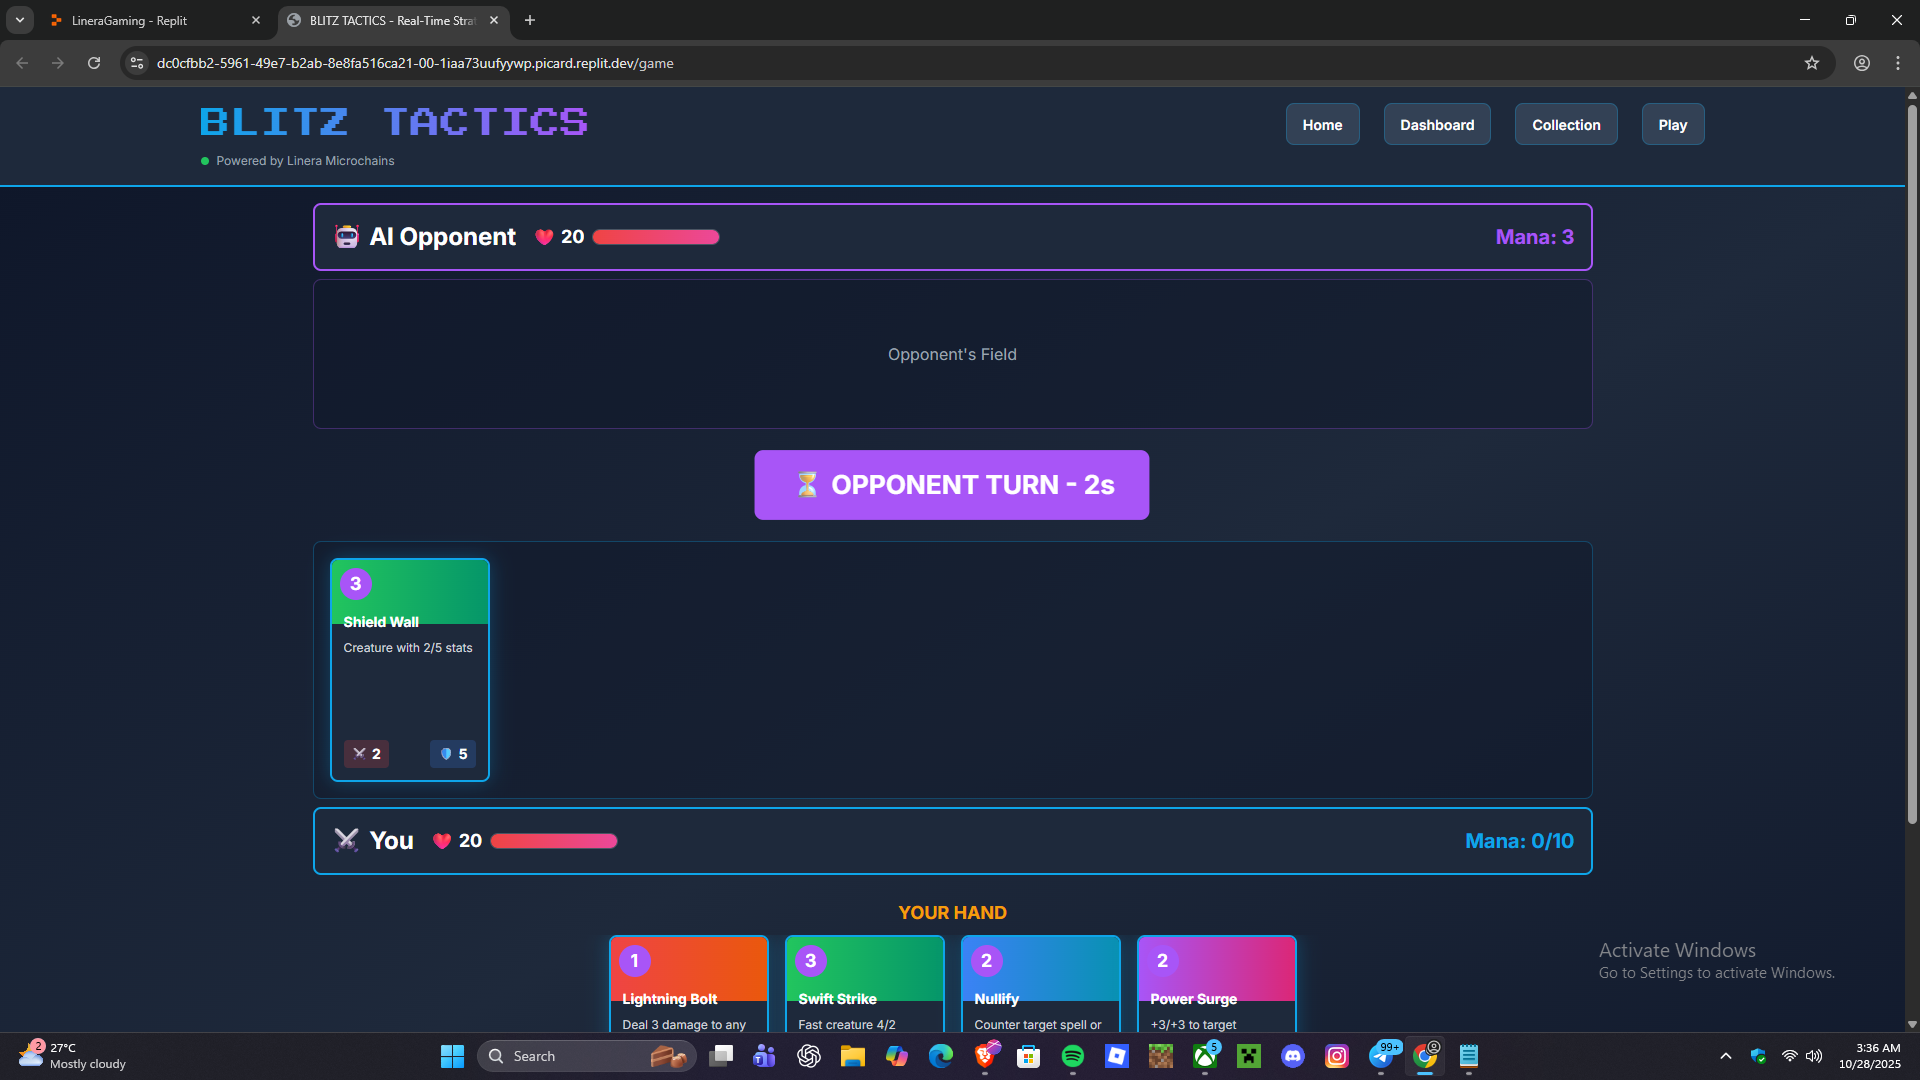 LineraGaming - Replit
BLITZ TACTICS - Real-Time Strat
dc0cfbb2-5961-49e7-b2ab-8e8fa516ca21-00-1iaa73uufyywp.picard.replit.dev/game
BLITZ TACTICS
Powered by Linera Microchains
Home
Dashboard
Collection
Play
AI Opponent
20
Mana: 3
Opponent's Field
OPPONENT TURN - 2s
3
Shield Wall
Creature with 2/5 stats
2
5
You
20
Mana: 0/10
YOUR HAND
1
Lightning Bolt
Deal 3 damage to any
3
Swift Strike
Fast creature 4/2
2
Nullify
Counter target spell or
2
Power Surge
+3/+3 to target
Activate Windows
Go to Settings to activate Windows.
2
27°C
Mostly cloudy
Search
5
99+
3:36 AM
10/28/2025